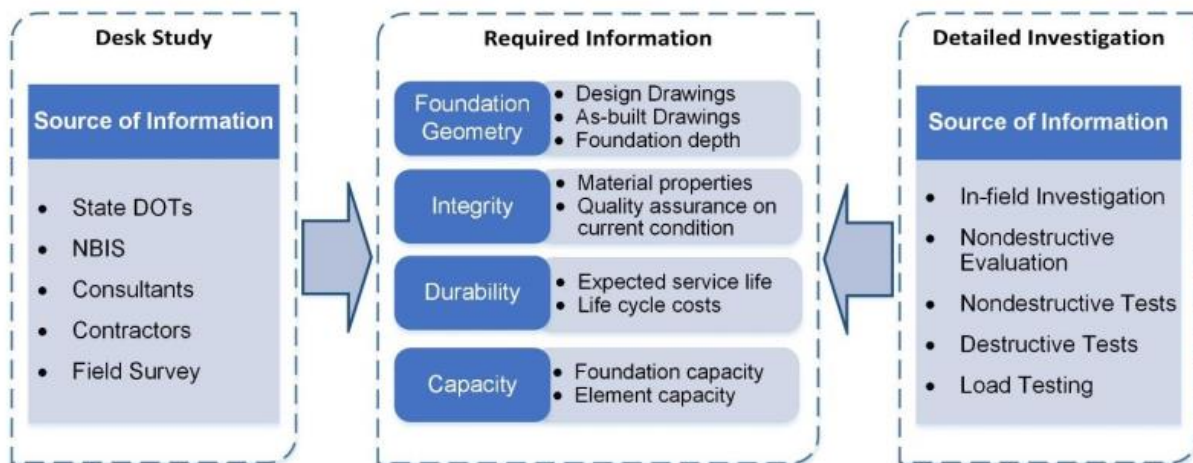 Desk Study
Source of Information
• State DOTs
• NBIS
• Consultants
• Contractors
• Field Survey
Required Information
Foundation
Geometry
• Design Drawings
• As-built Drawings
• Foundation depth
Integrity
• Material properties
• Quality assurance on
current condition
Durability
• Expected service life
• Life cycle costs
Capacity
• Foundation capacity
• Element capacity
Detailed Investigation
Source of Information
• In-field Investigation
• Nondestructive
Evaluation
• Nondestructive Tests
• Destructive Tests
• Load Testing